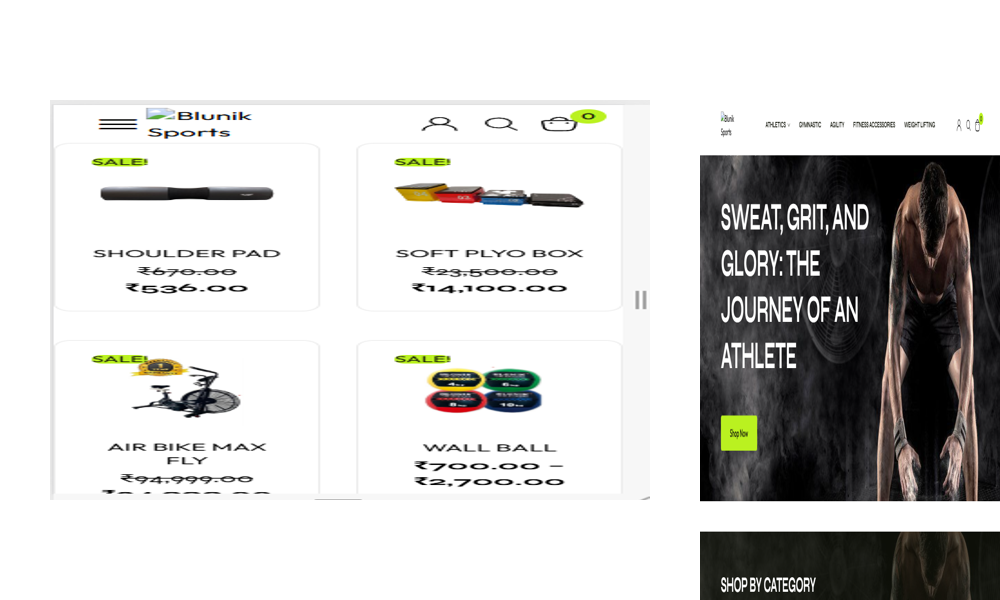 Blunik
Sports
0
SALE!
SALE!
SHOULDER PAD
₹670.00
₹536.00
SOFT PLYO BOX
₹23,500.00
₹14,100.00
SALE!
SALE!
AIR BIKE MAX
FLY
₹94,999.00
WALL BALL
₹700.00 –
₹2,700.00
Blunik
Sports
ATHLETICS
GYMNASTIC
AGILITY
FITNESS ACCESSORIES
WEIGHT LIFTING
0
SWEAT, GRIT, AND
GLORY: THE
JOURNEY OF AN
ATHLETE
Shop Now
SHOP BY CATEGORY